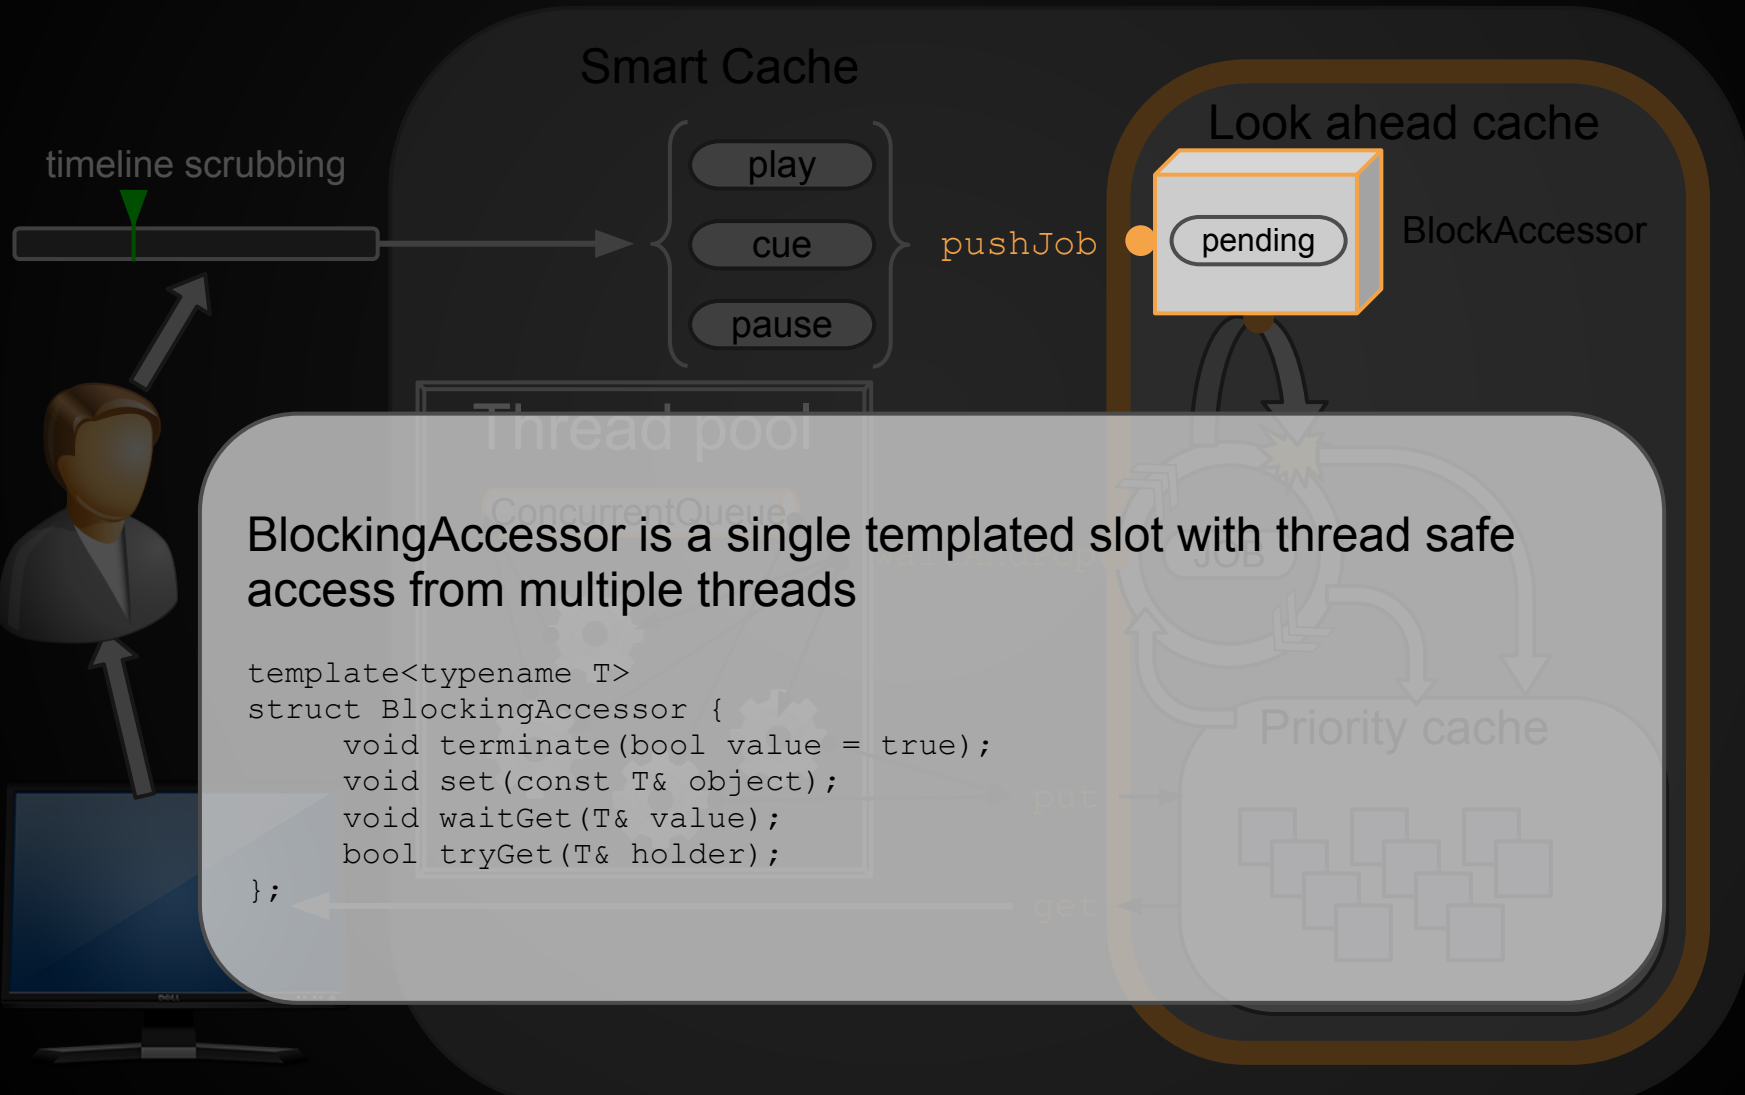 Smart Cache
Look ahead cache
timeline scrubbing
play
cue
pause
pushJob
pending
BlockAccessor
Thread pool
ConcurrentQueue
JOB
BlockingAccessor is a single templated slot with thread safe
access from multiple threads
template<typename T>
struct BlockingAccessor {
void terminate(bool value = true);
void set(const T& object);
void waitGet(T& value);
bool tryGet(T& holder);
};
Priority cache
put
get
DELL